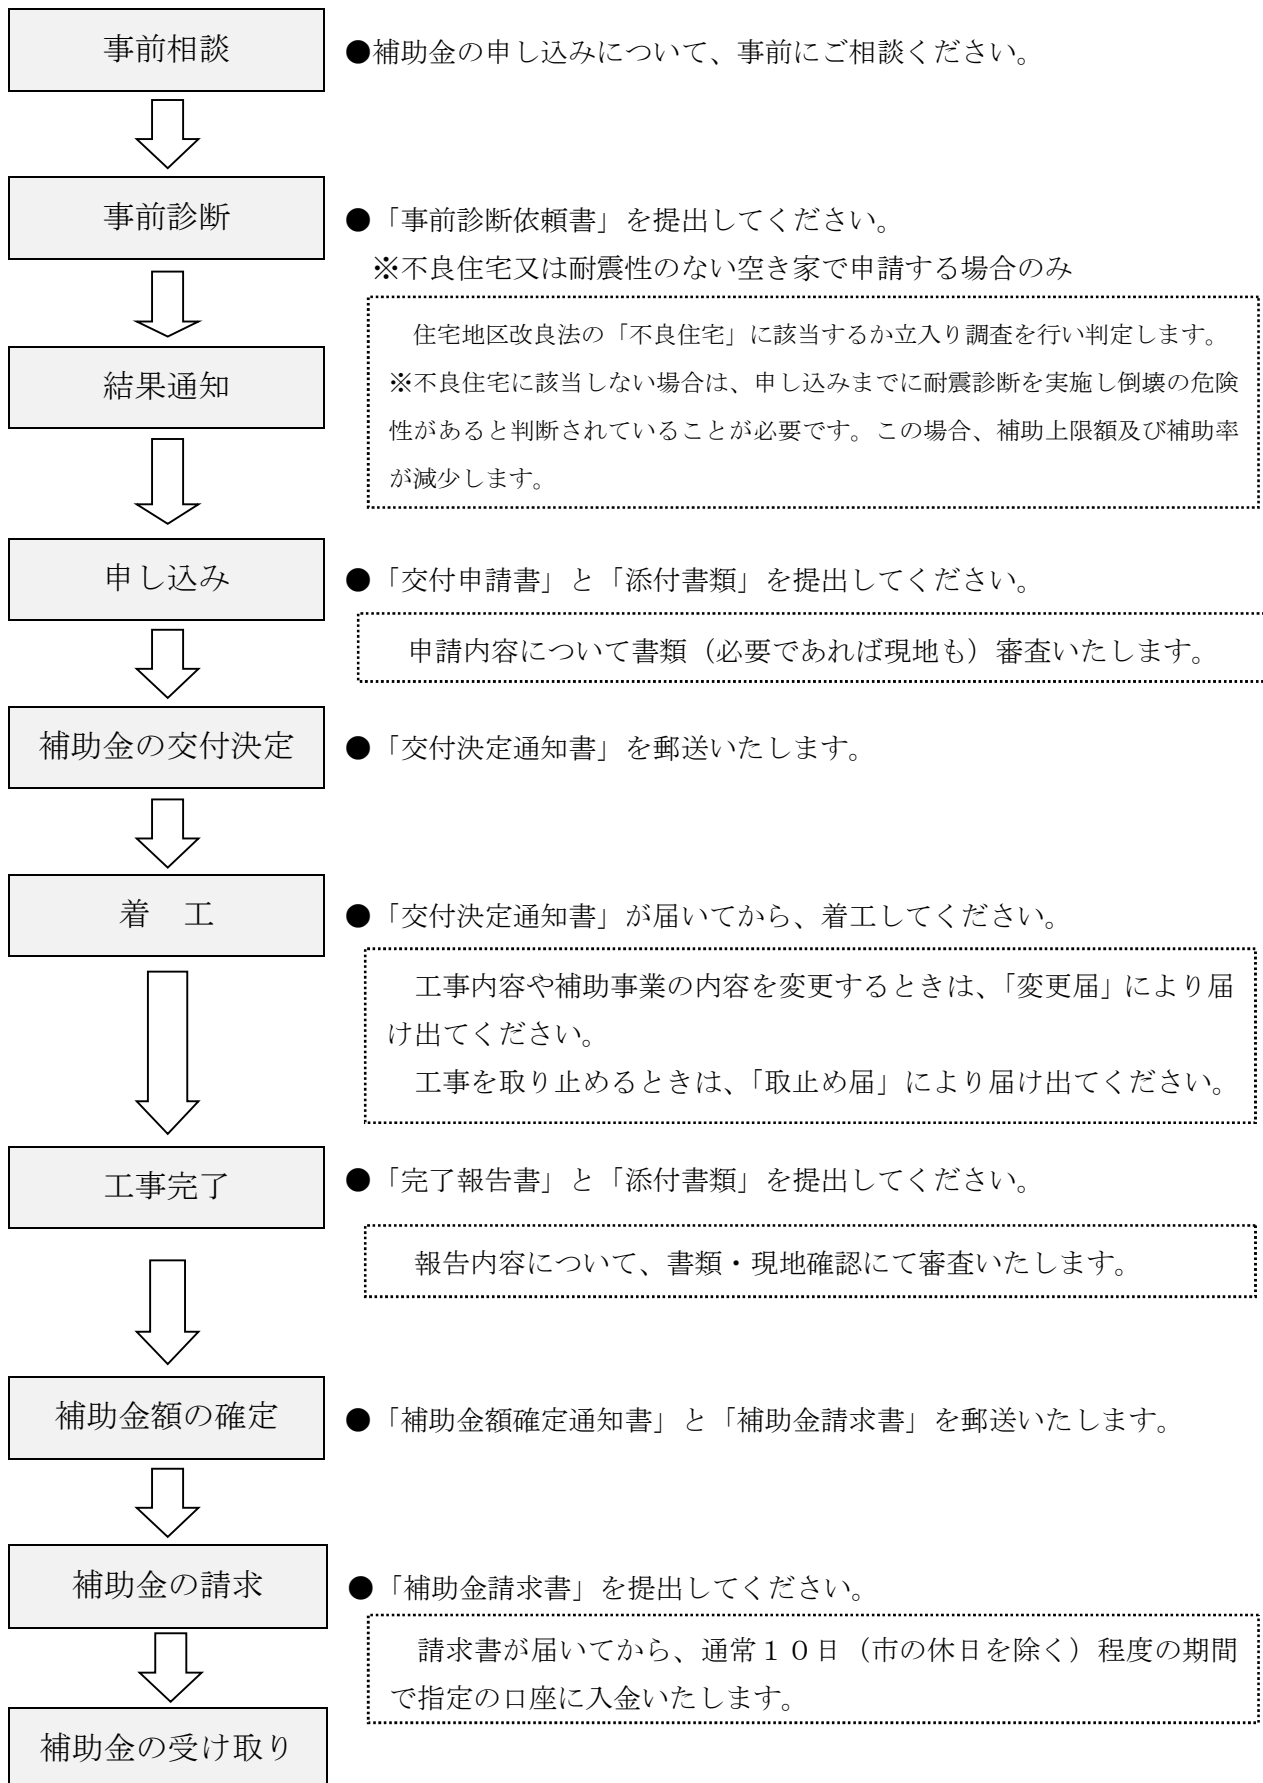 事前相談
●補助金の申し込みについて、事前にご相談ください。
事前診断
●「事前診断依頼書」を提出してください。
※不良住宅又は耐震性のない空き家で申請する場合のみ
住宅地区改良法の「不良住宅」に該当するか立入り調査を行い判定します。
※不良住宅に該当しない場合は、申し込みまでに耐震診断を実施し倒壊の危険
性があると判断されていることが必要です。この場合、補助上限額及び補助率
が減少します。
結果通知
申し込み
●「交付申請書」と「添付書類」を提出してください。
申請内容について書類（必要であれば現地も）審査いたします。
補助金の交付決定
●「交付決定通知書」を郵送いたします。
着　工
●「交付決定通知書」が届いてから、着工してください。
工事内容や補助事業の内容を変更するときは、「変更届」により届
け出てください。
工事を取り止めるときは、「取止め届」により届け出てください。
工事完了
●「完了報告書」と「添付書類」を提出してください。
報告内容について、書類・現地確認にて審査いたします。
補助金額の確定
●「補助金額確定通知書」と「補助金請求書」を郵送いたします。
補助金の請求
●「補助金請求書」を提出してください。
請求書が届いてから、通常１０日（市の休日を除く）程度の期間
で指定の口座に入金いたします。
補助金の受け取り